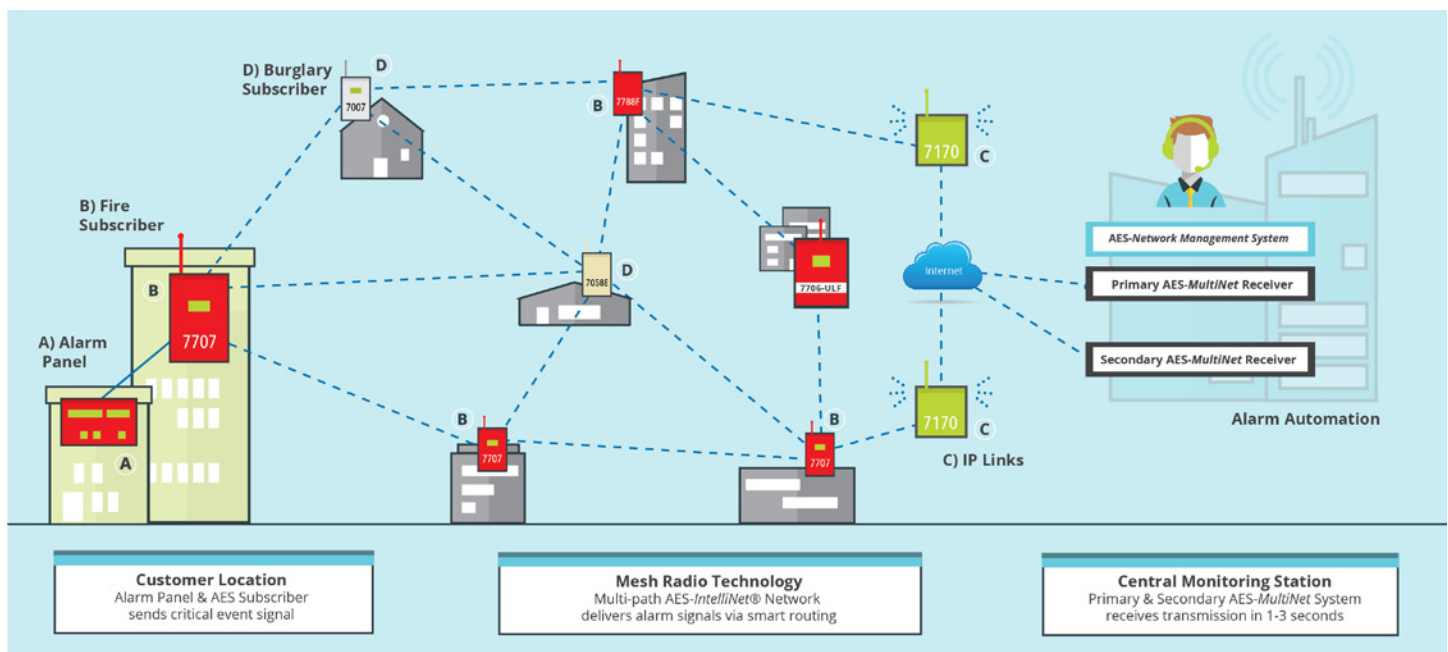 D) Burglary
Subscriber
D
7007
B
7788F
7170
C
B) Fire
Subscriber
B
7707
A) Alarm
Panel
A
7058E
D
7706-ULF
Internet
AES-Network Management System
Primary AES-MultiNet Receiver
Secondary AES-MultiNet Receiver
Alarm Automation
B
7707
B
7707
7170
C
C) IP Links
Customer Location
Alarm Panel & AES Subscriber
sends critical event signal
Mesh Radio Technology
Multi-path AES-IntelliNet® Network
delivers alarm signals via smart routing
Central Monitoring Station
Primary & Secondary AES-MultiNet System
receives transmission in 1-3 seconds